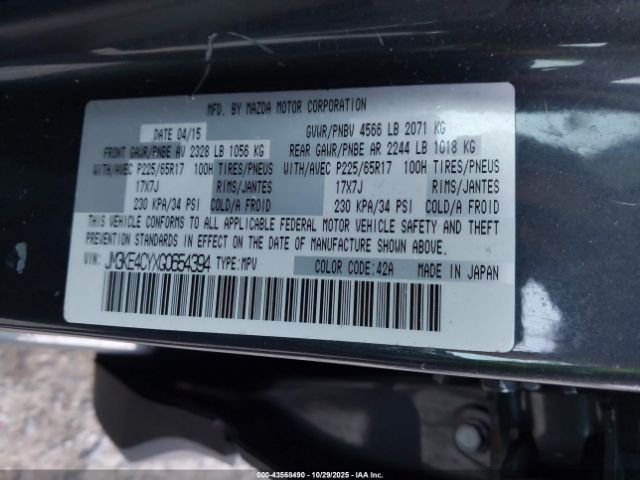 MFD. BY MAZDA MOTOR CORPORATION
DATE 04/15 GVWR/PNBV 4566 LB 2071 KG
FRONT GAWR/PNBE AV 2328 LB 1056 KG REAR GAWR/PNBE AR 2244 LB 1018 KG
WITH/AVEC P225/65R17 100H TIRES/PNEUS WITH/AVEC P225/65R17 100H TIRES/PNEUS
17X7J RIMS/JANTES 17X7J RIMS/JANTES
230 KPA/34 PSI COLD/A FROID 230 KPA/34 PSI COLD/A FROID
THIS VEHICLE CONFORMS TO ALL APPLICABLE FEDERAL MOTOR VEHICLE SAFETY AND THEFT
PREVENTION STANDARDS IN EFFECT ON THE DATE OF MANUFACTURE SHOWN ABOVE.
VIN: JM3KE4CYXG0654394 TYPE:MPV COLOR CODE:42A MADE IN JAPAN
000-43568490 - 10/29/2025 - IAAI.COM